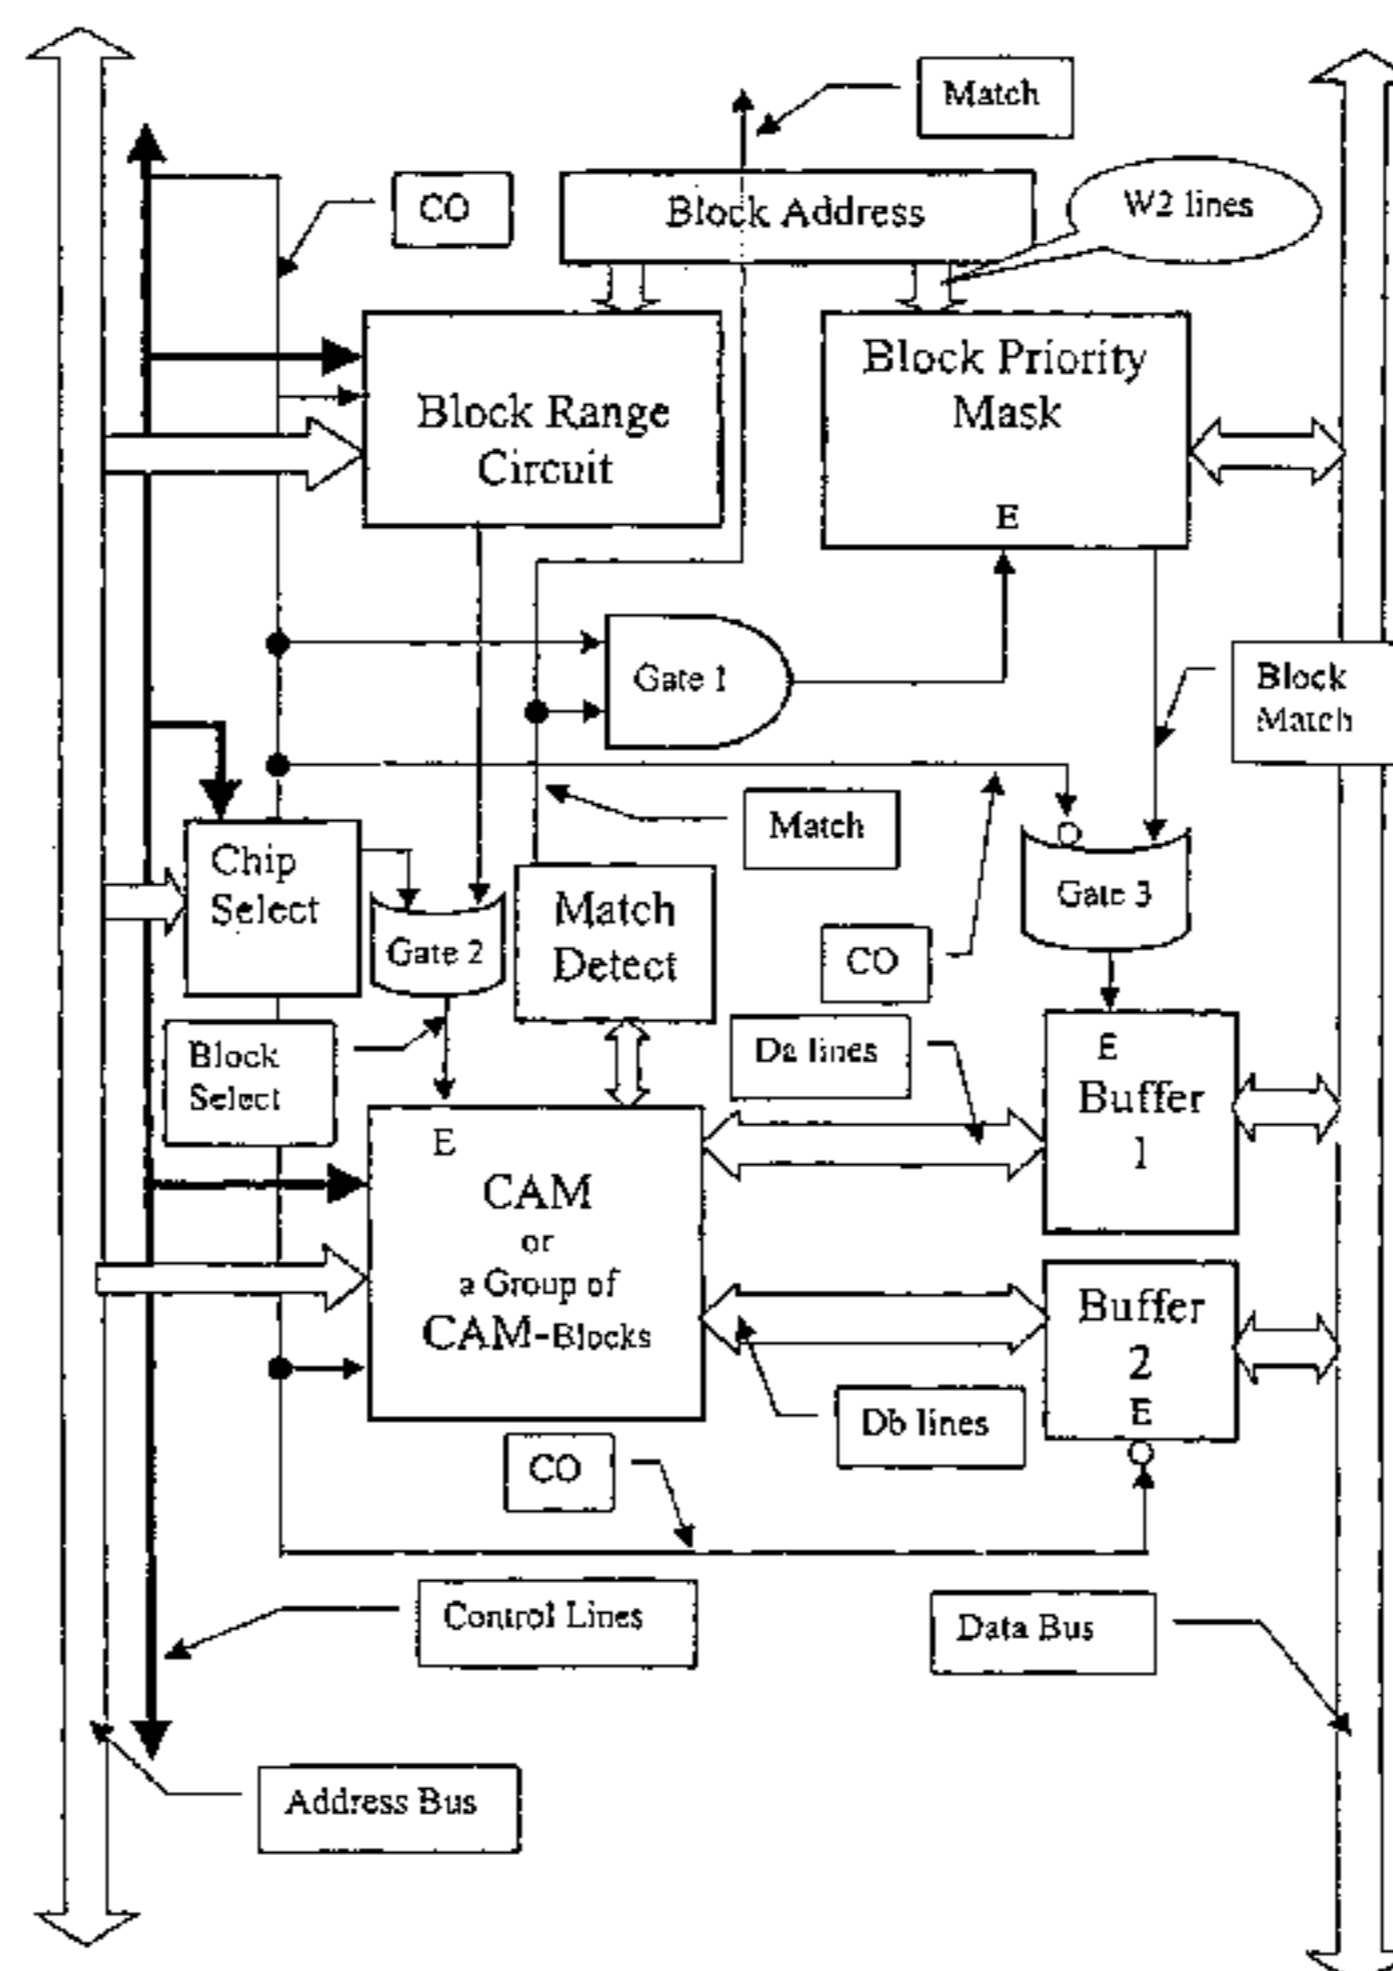 Match
CO
Block Address
W2 lines
Block Priority
Mask
E
Block Range
Circuit
Gate 1
Block
Match
Match
Chip
Select
Gate 2
Match
Detect
Gate 3
CO
Block
Select
Da lines
E
Buffer
1
E
CAM
or
a Group of
CAM-Blocks
Buffer
2
E
Db lines
CO
Control Lines
Data Bus
Address Bus